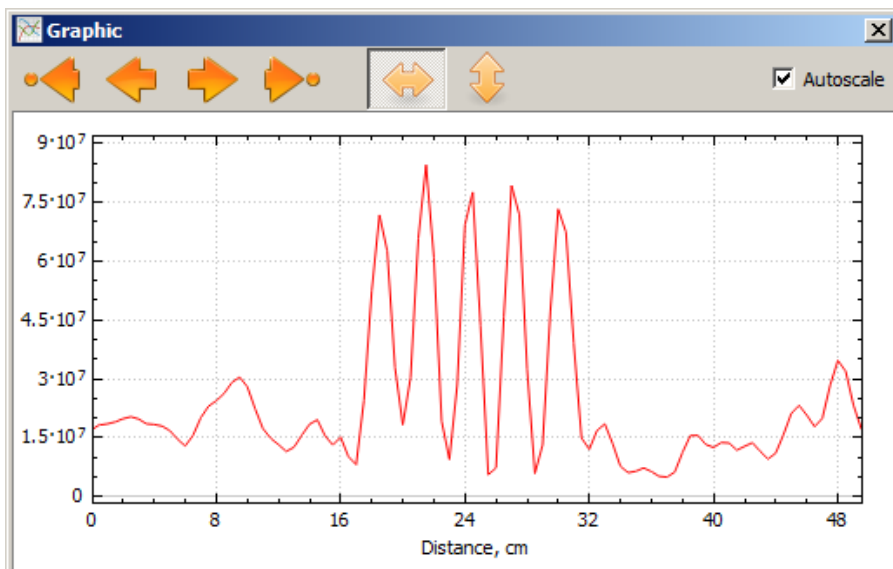 Graphic
Autoscale
9·10⁷
7.5·10⁷
6·10⁷
4.5·10⁷
3·10⁷
1.5·10⁷
0
0 8 16 24 32 40 48
Distance, cm